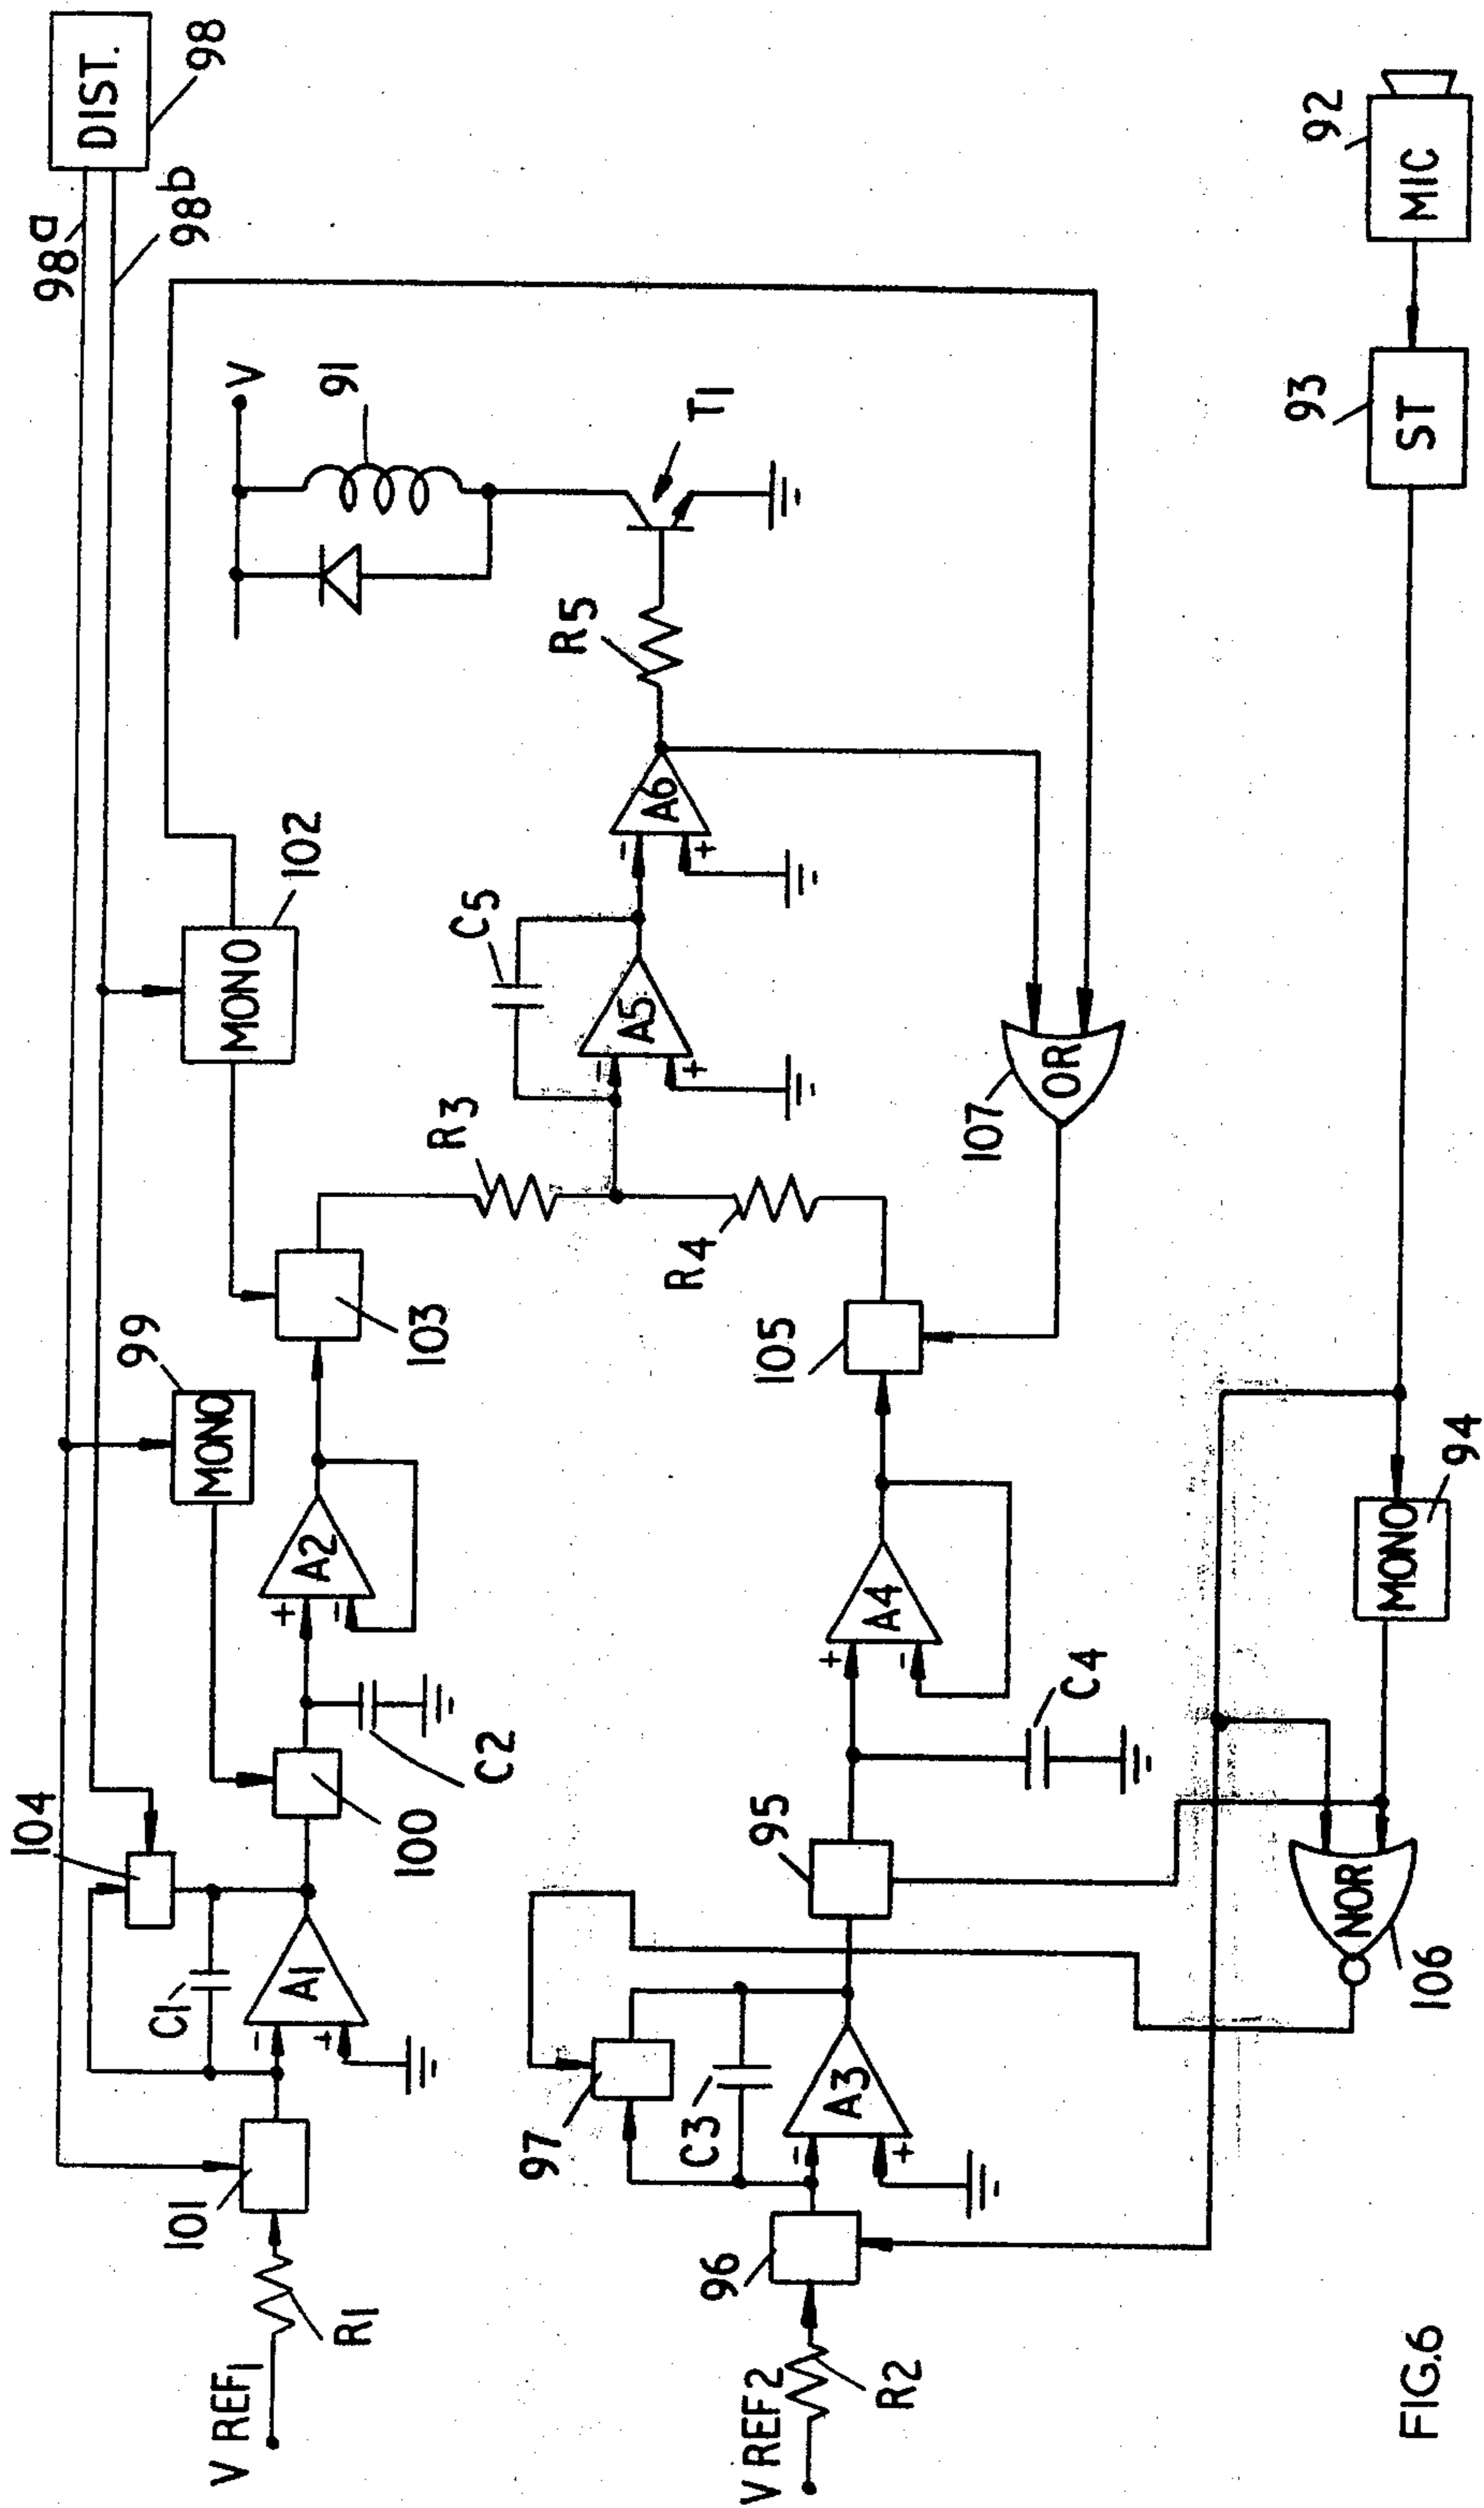 DIST.
98
98a
98b
V
91
T1
102
MONO
R5
A6
-
+
C5
A5
-
+
OR
107
R3
R4
99
MONO
103
105
A2
+
-
A4
+
-
104
100
C2
95
C4
C1
A1
-
+
97
C3
A3
-
+
101
96
R1
V REF1
R2
V REF2
MIC
92
ST
93
MONO
94
NOR
106
FIG.6